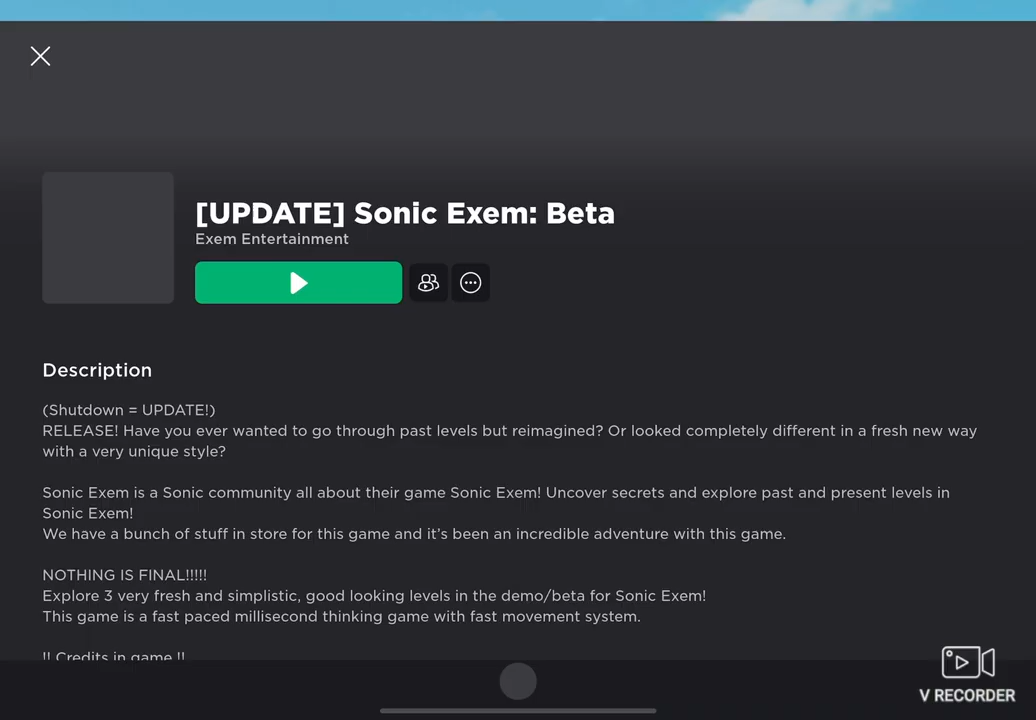 [UPDATE] Sonic Exem: Beta
Exem Entertainment
Description
(Shutdown = UPDATE!)
RELEASE! Have you ever wanted to go through past levels but reimagined? Or looked completely different in a fresh new way
with a very unique style?
Sonic Exem is a Sonic community all about their game Sonic Exem! Uncover secrets and explore past and present levels in
Sonic Exem!
We have a bunch of stuff in store for this game and it's been an incredible adventure with this game.
NOTHING IS FINAL!!!!!
Explore 3 very fresh and simplistic, good looking levels in the demo/beta for Sonic Exem!
This game is a fast paced millisecond thinking game with fast movement system.
!! Credits in game !!
V RECORDER